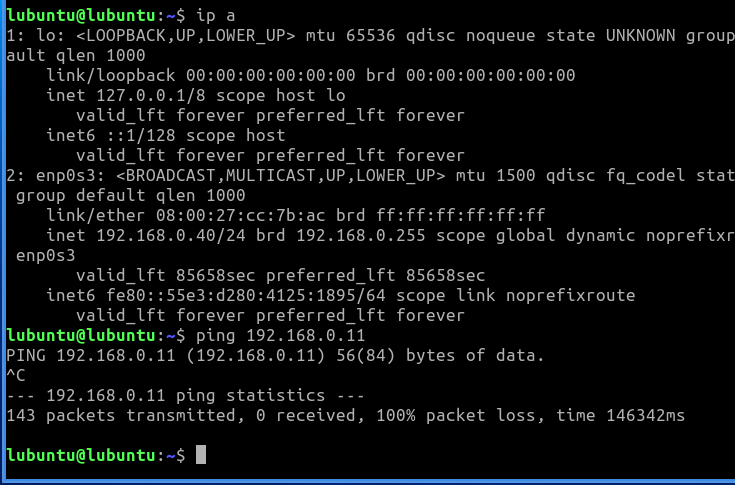 lubuntu@lubuntu:~$ ip a
1: lo: <LOOPBACK,UP,LOWER_UP> mtu 65536 qdisc noqueue state UNKNOWN group
ault qlen 1000
link/loopback 00:00:00:00:00:00 brd 00:00:00:00:00:00
inet 127.0.0.1/8 scope host lo
valid_lft forever preferred_lft forever
inet6 ::1/128 scope host
valid_lft forever preferred_lft forever
2: enp0s3: <BROADCAST,MULTICAST,UP,LOWER_UP> mtu 1500 qdisc fq_codel stat
group default qlen 1000
link/ether 08:00:27:cc:7b:ac brd ff:ff:ff:ff:ff:ff
inet 192.168.0.40/24 brd 192.168.0.255 scope global dynamic noprefixr
enp0s3
valid_lft 85658sec preferred_lft 85658sec
inet6 fe80::55e3:d280:4125:1895/64 scope link noprefixroute
valid_lft forever preferred_lft forever
lubuntu@lubuntu:~$ ping 192.168.0.11
PING 192.168.0.11 (192.168.0.11) 56(84) bytes of data.
^C
--- 192.168.0.11 ping statistics ---
143 packets transmitted, 0 received, 100% packet loss, time 146342ms
lubuntu@lubuntu:~$